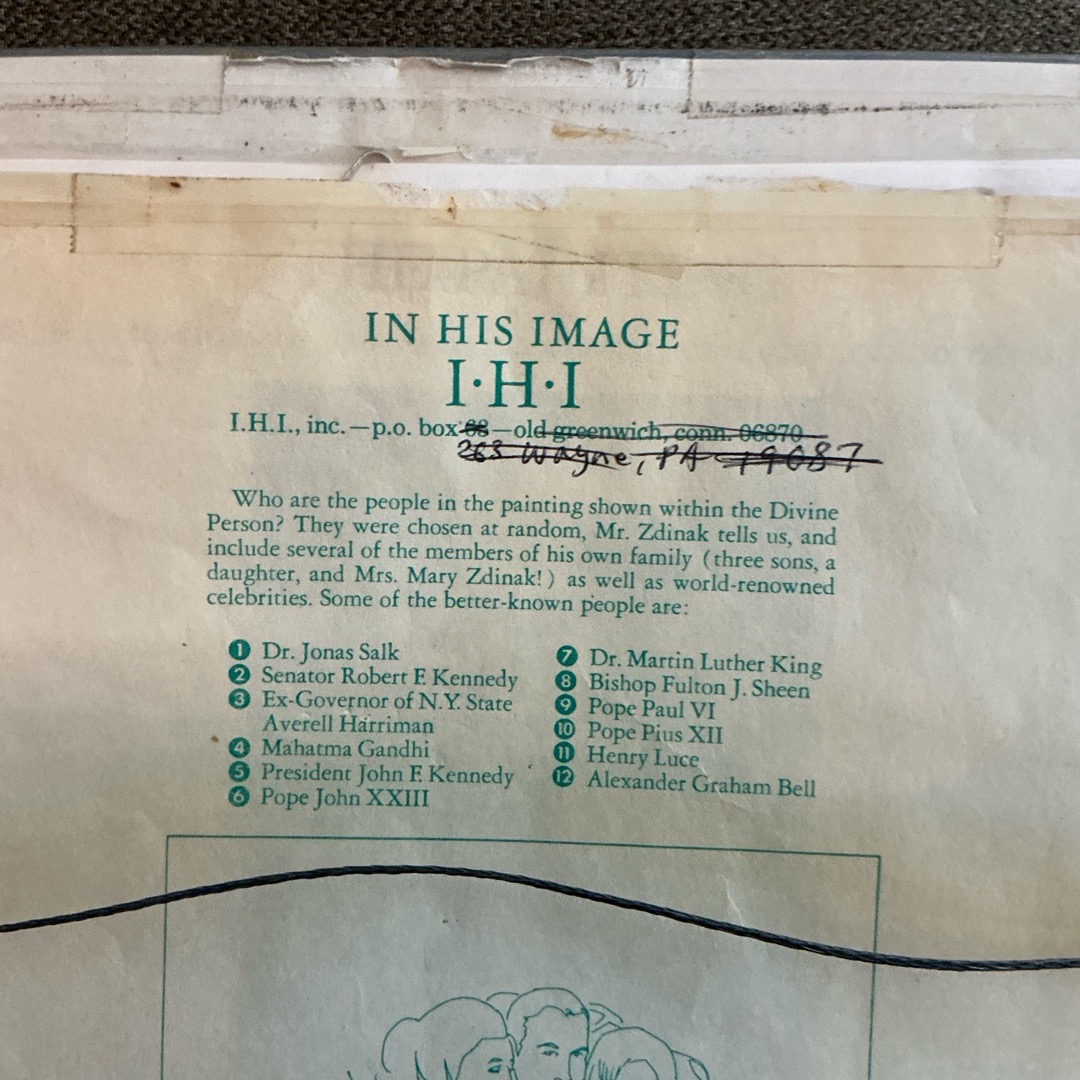 IN HIS IMAGE
I·H·I
I.H.I., inc.—p.o. box 68—old greenwich, conn. 06870
263 Wayne, PA 19087
Who are the people in the painting shown within the Divine
Person? They were chosen at random, Mr. Zdinak tells us, and
include several of the members of his own family (three sons, a
daughter, and Mrs. Mary Zdinak!) as well as world-renowned
celebrities. Some of the better-known people are:
1 Dr. Jonas Salk
2 Senator Robert F. Kennedy
3 Ex-Governor of N.Y. State
Averell Harriman
4 Mahatma Gandhi
5 President John F. Kennedy
6 Pope John XXIII
7 Dr. Martin Luther King
8 Bishop Fulton J. Sheen
9 Pope Paul VI
10 Pope Pius XII
11 Henry Luce
12 Alexander Graham Bell